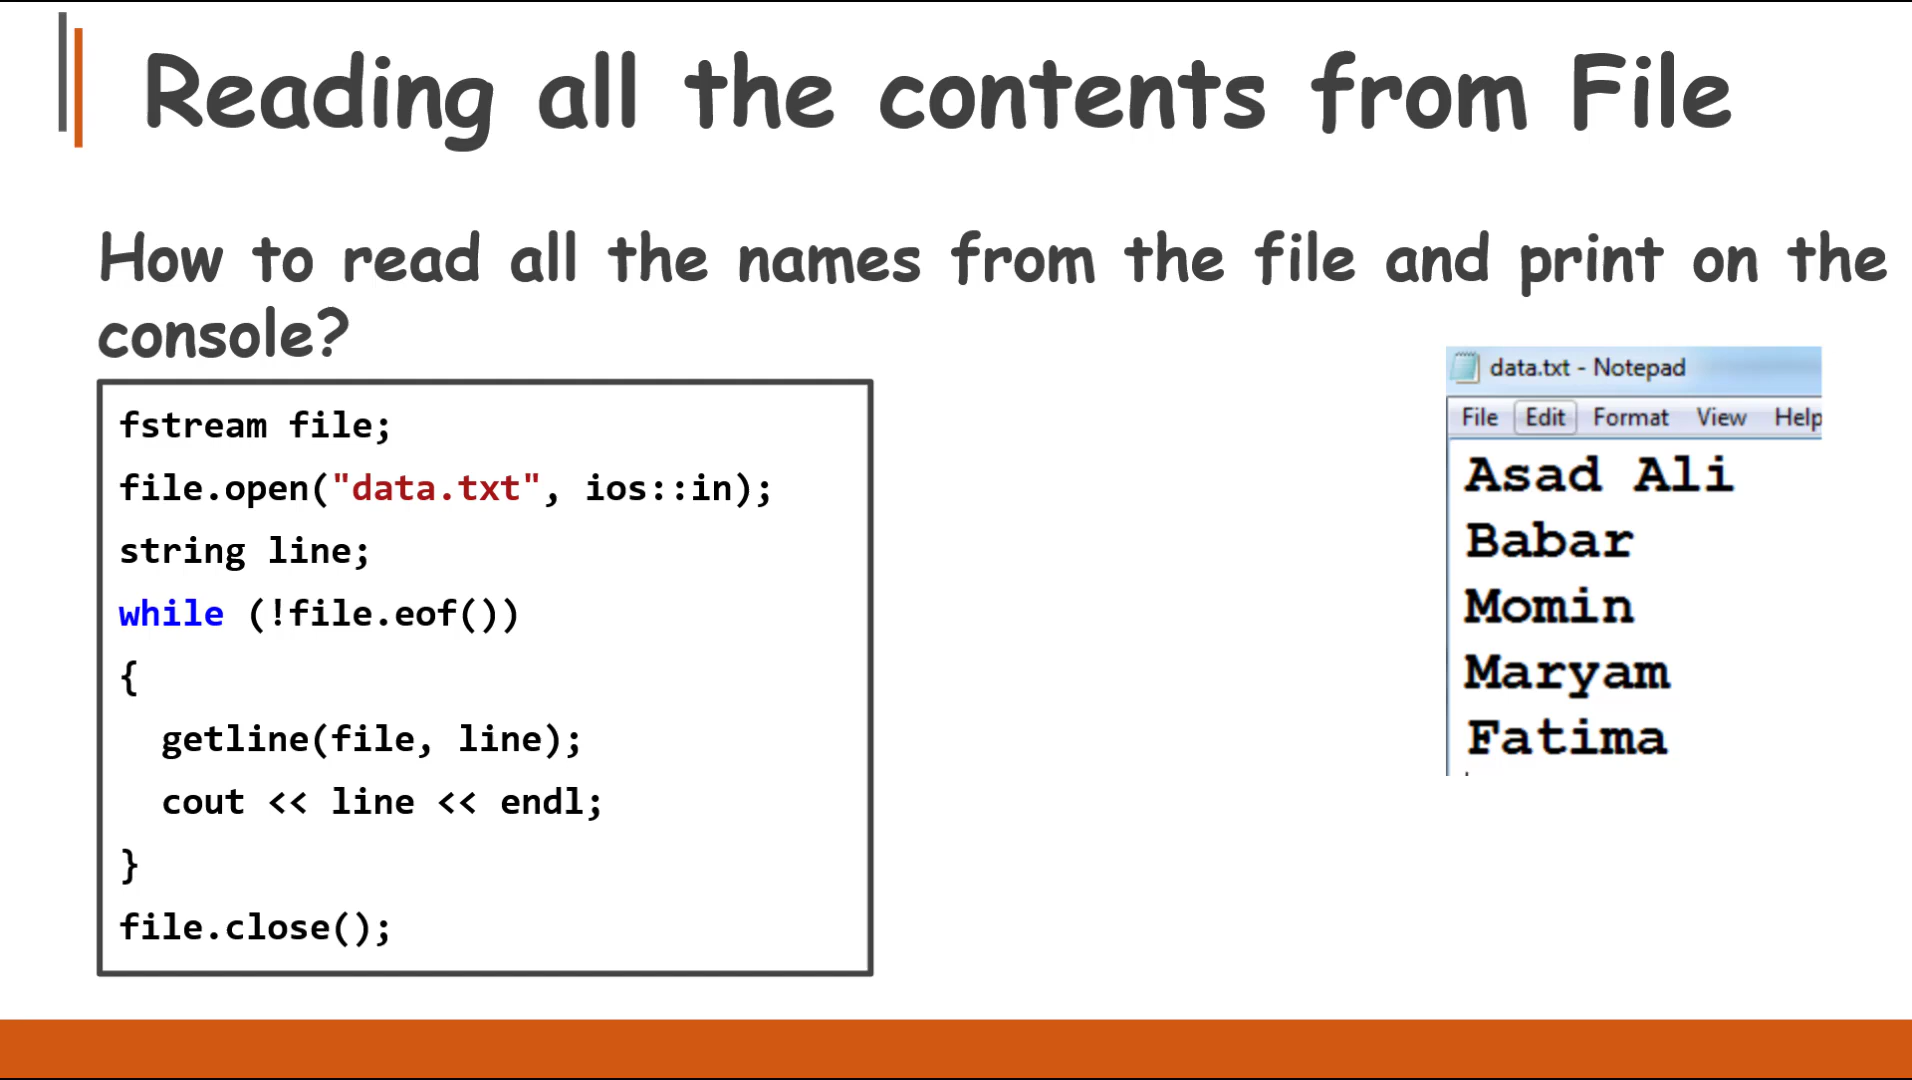 Reading all the contents from File
How to read all the names from the file and print on the
console?
fstream file;
file.open("data.txt", ios::in);
string line;
while (!file.eof())
{
  getline(file, line);
  cout << line << endl;
}
file.close();
data.txt - Notepad
File Edit Format View Help
Asad Ali
Babar
Momin
Maryam
Fatima